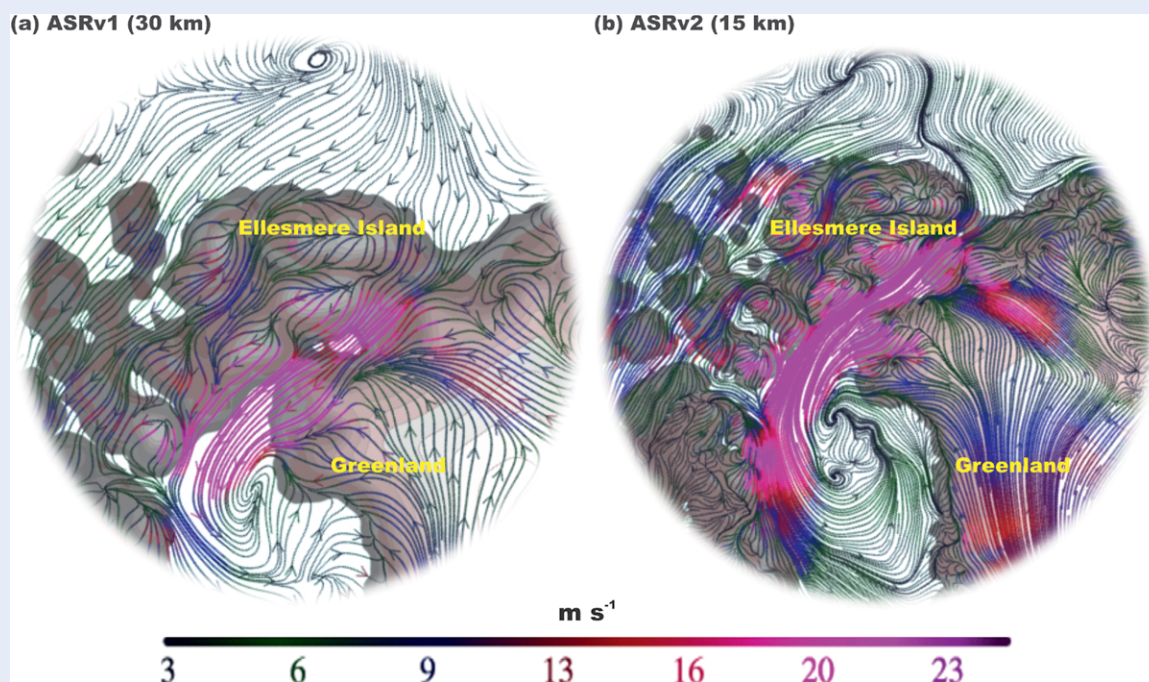 (a) ASRv1 (30 km)
(b) ASRv2 (15 km)
Ellesmere Island
Ellesmere Island
Greenland
Greenland
m s⁻¹
3 6 9 13 16 20 23